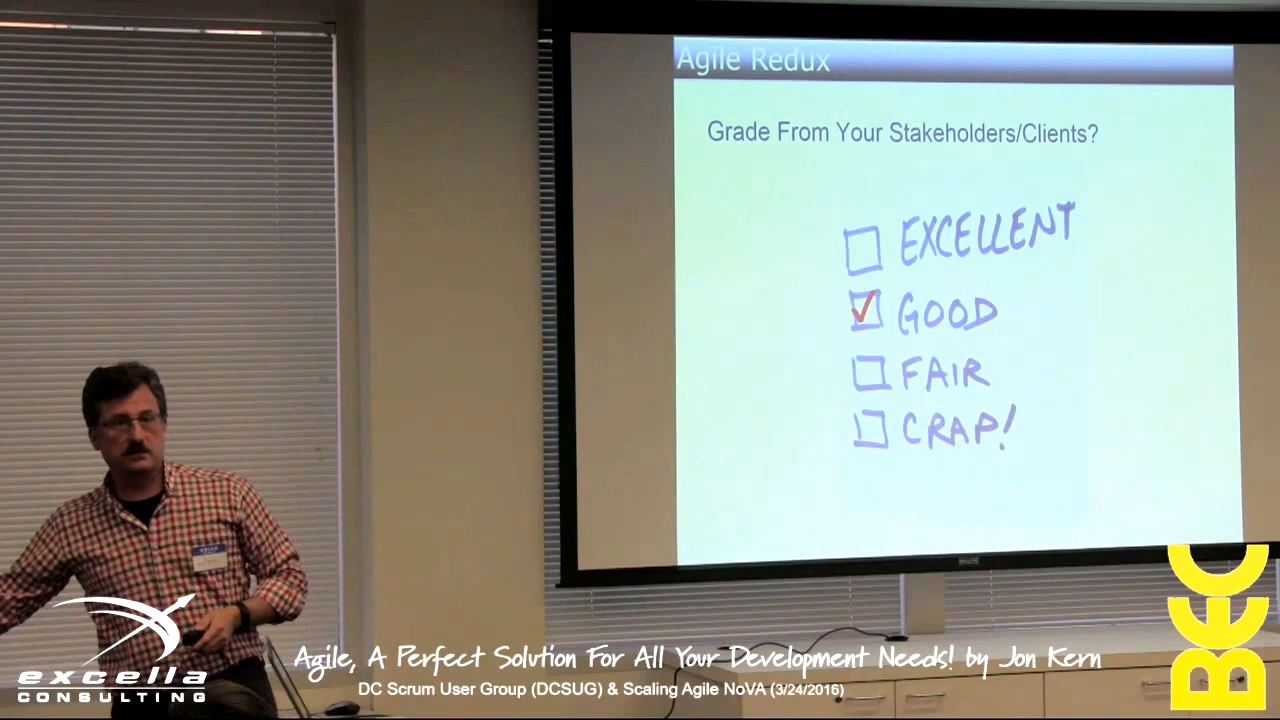 Agile Redux
Grade From Your Stakeholders/Clients?
EXCELLENT
GOOD
FAIR
CRAP!
HELLO
Agile, A Perfect Solution For All Your Development Needs! by Jon Kern
DC Scrum User Group (DCSUG) & Scaling Agile NoVA (3/24/2016)
excella
CONSULTING
BEC